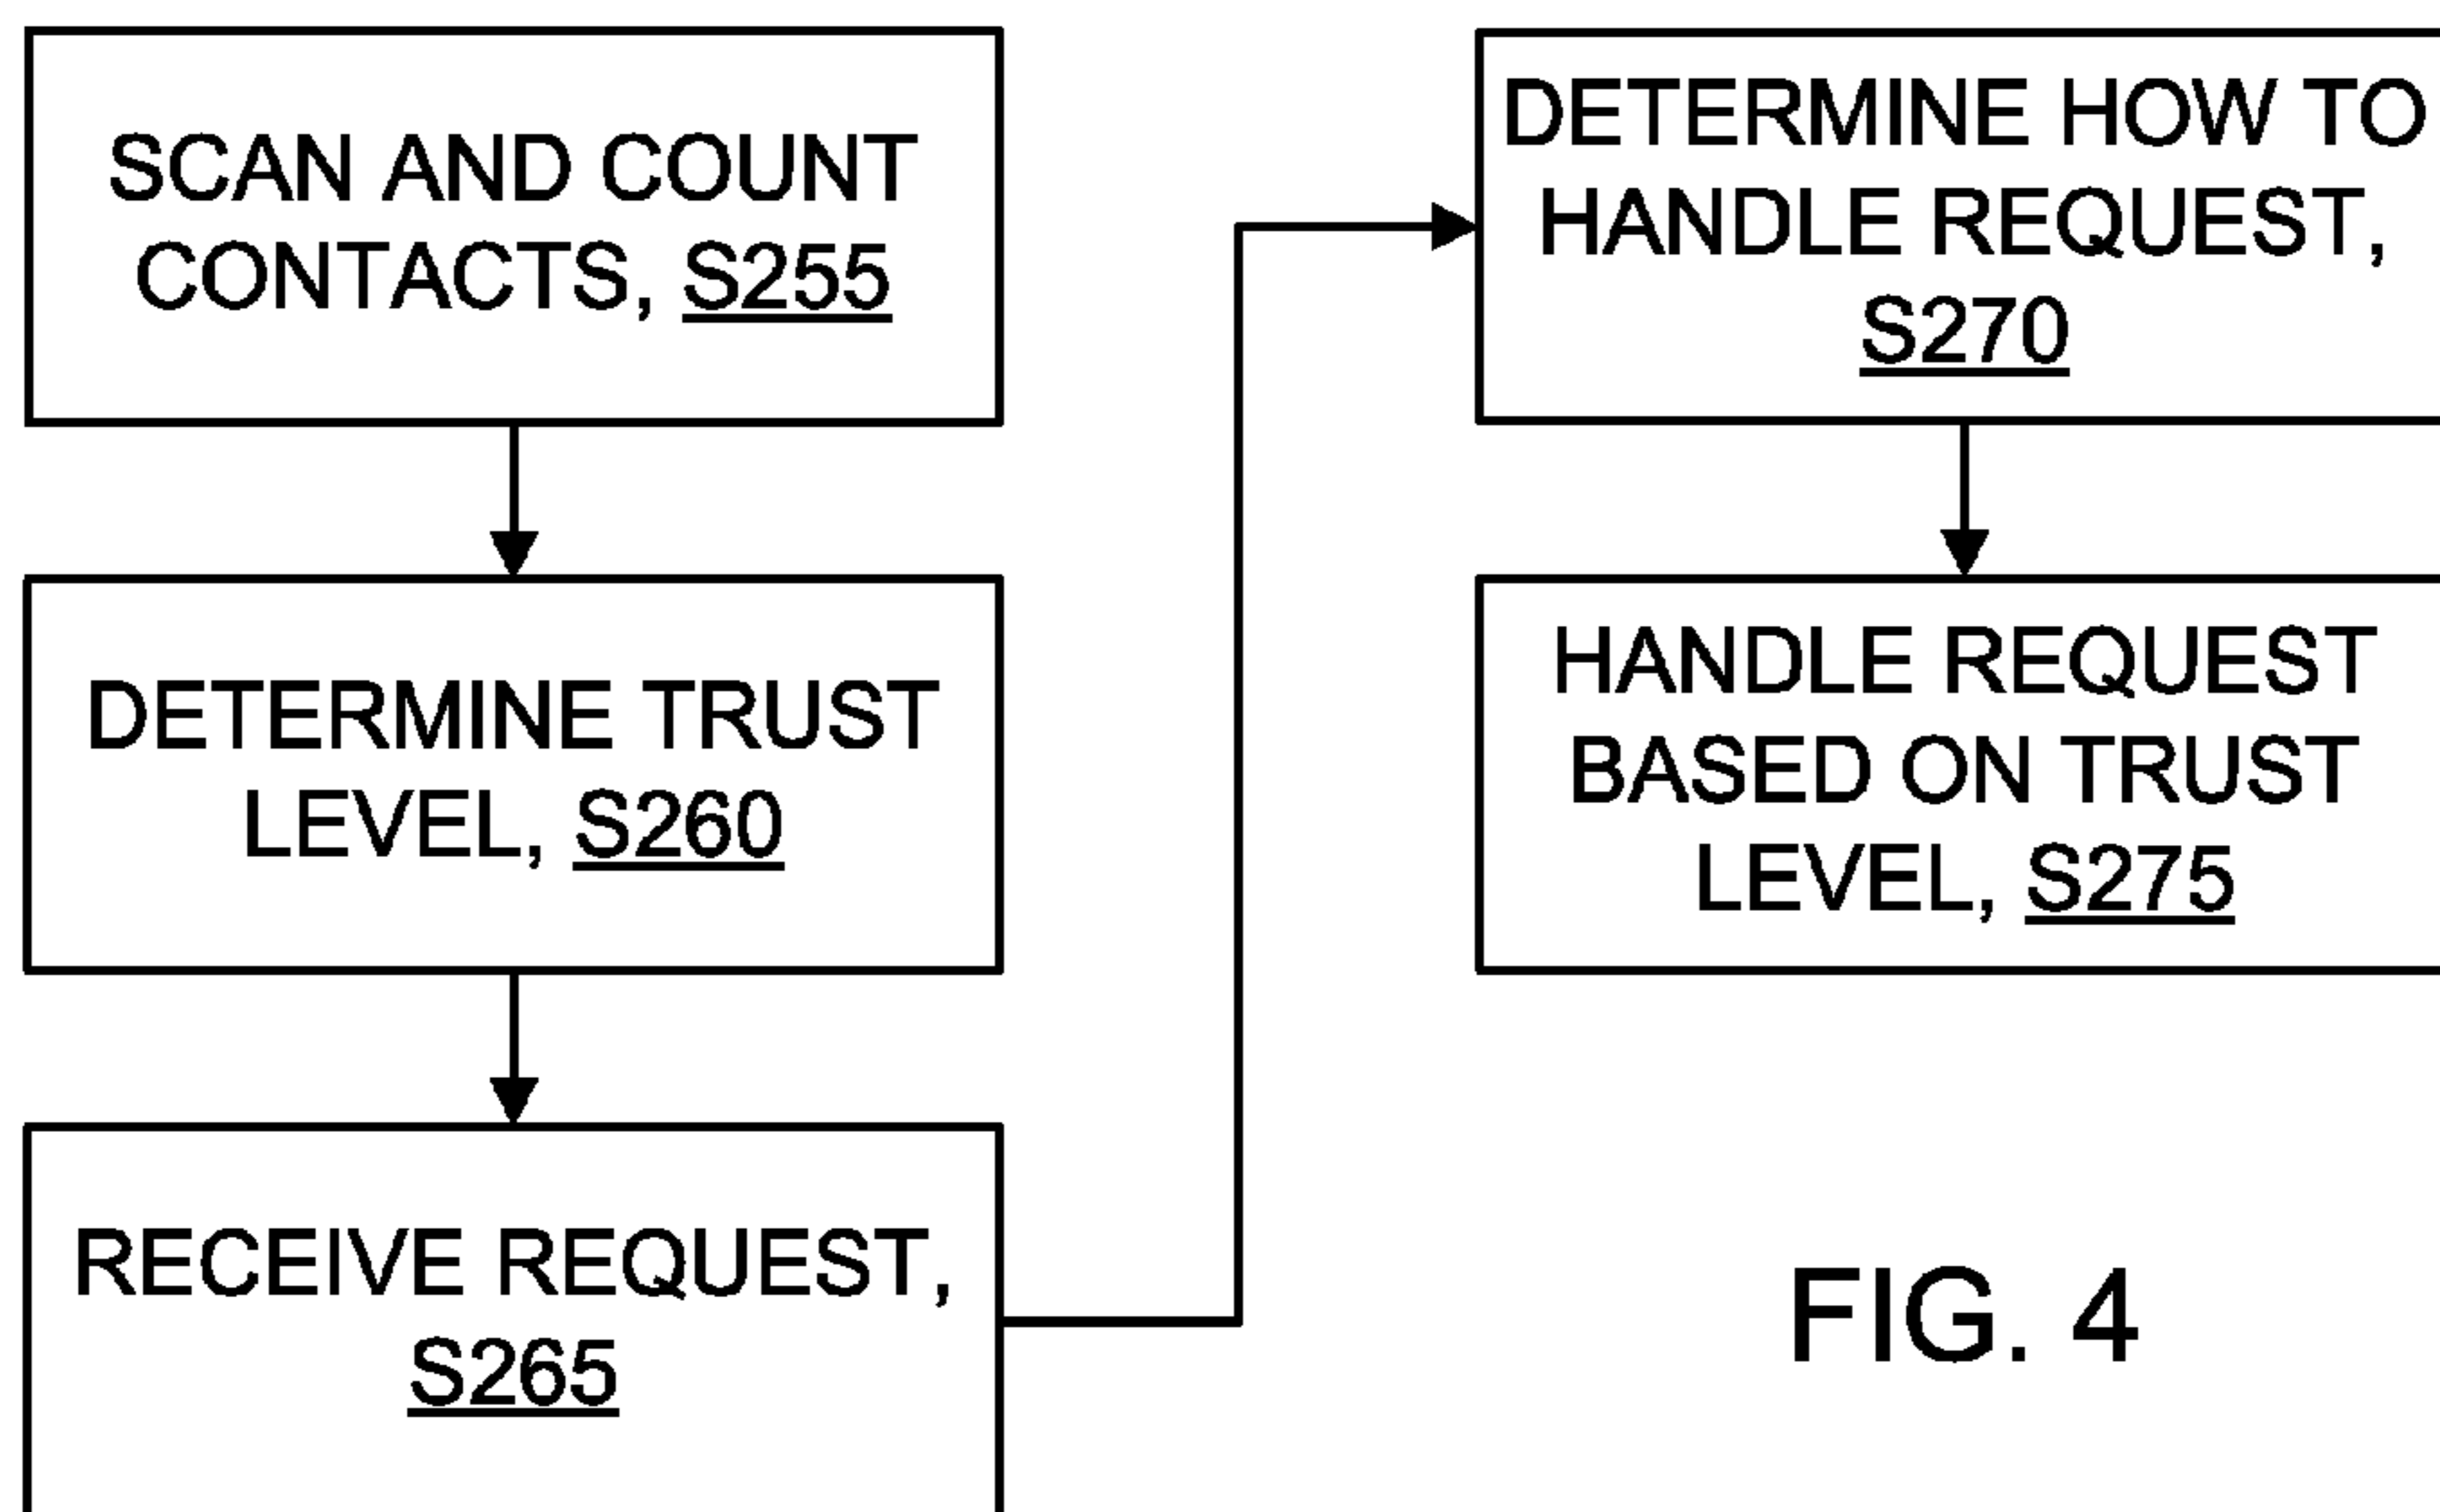 SCAN AND COUNT
CONTACTS, S255
DETERMINE TRUST
LEVEL, S260
RECEIVE REQUEST,
S265
DETERMINE HOW TO
HANDLE REQUEST,
S270
HANDLE REQUEST
BASED ON TRUST
LEVEL, S275
FIG. 4